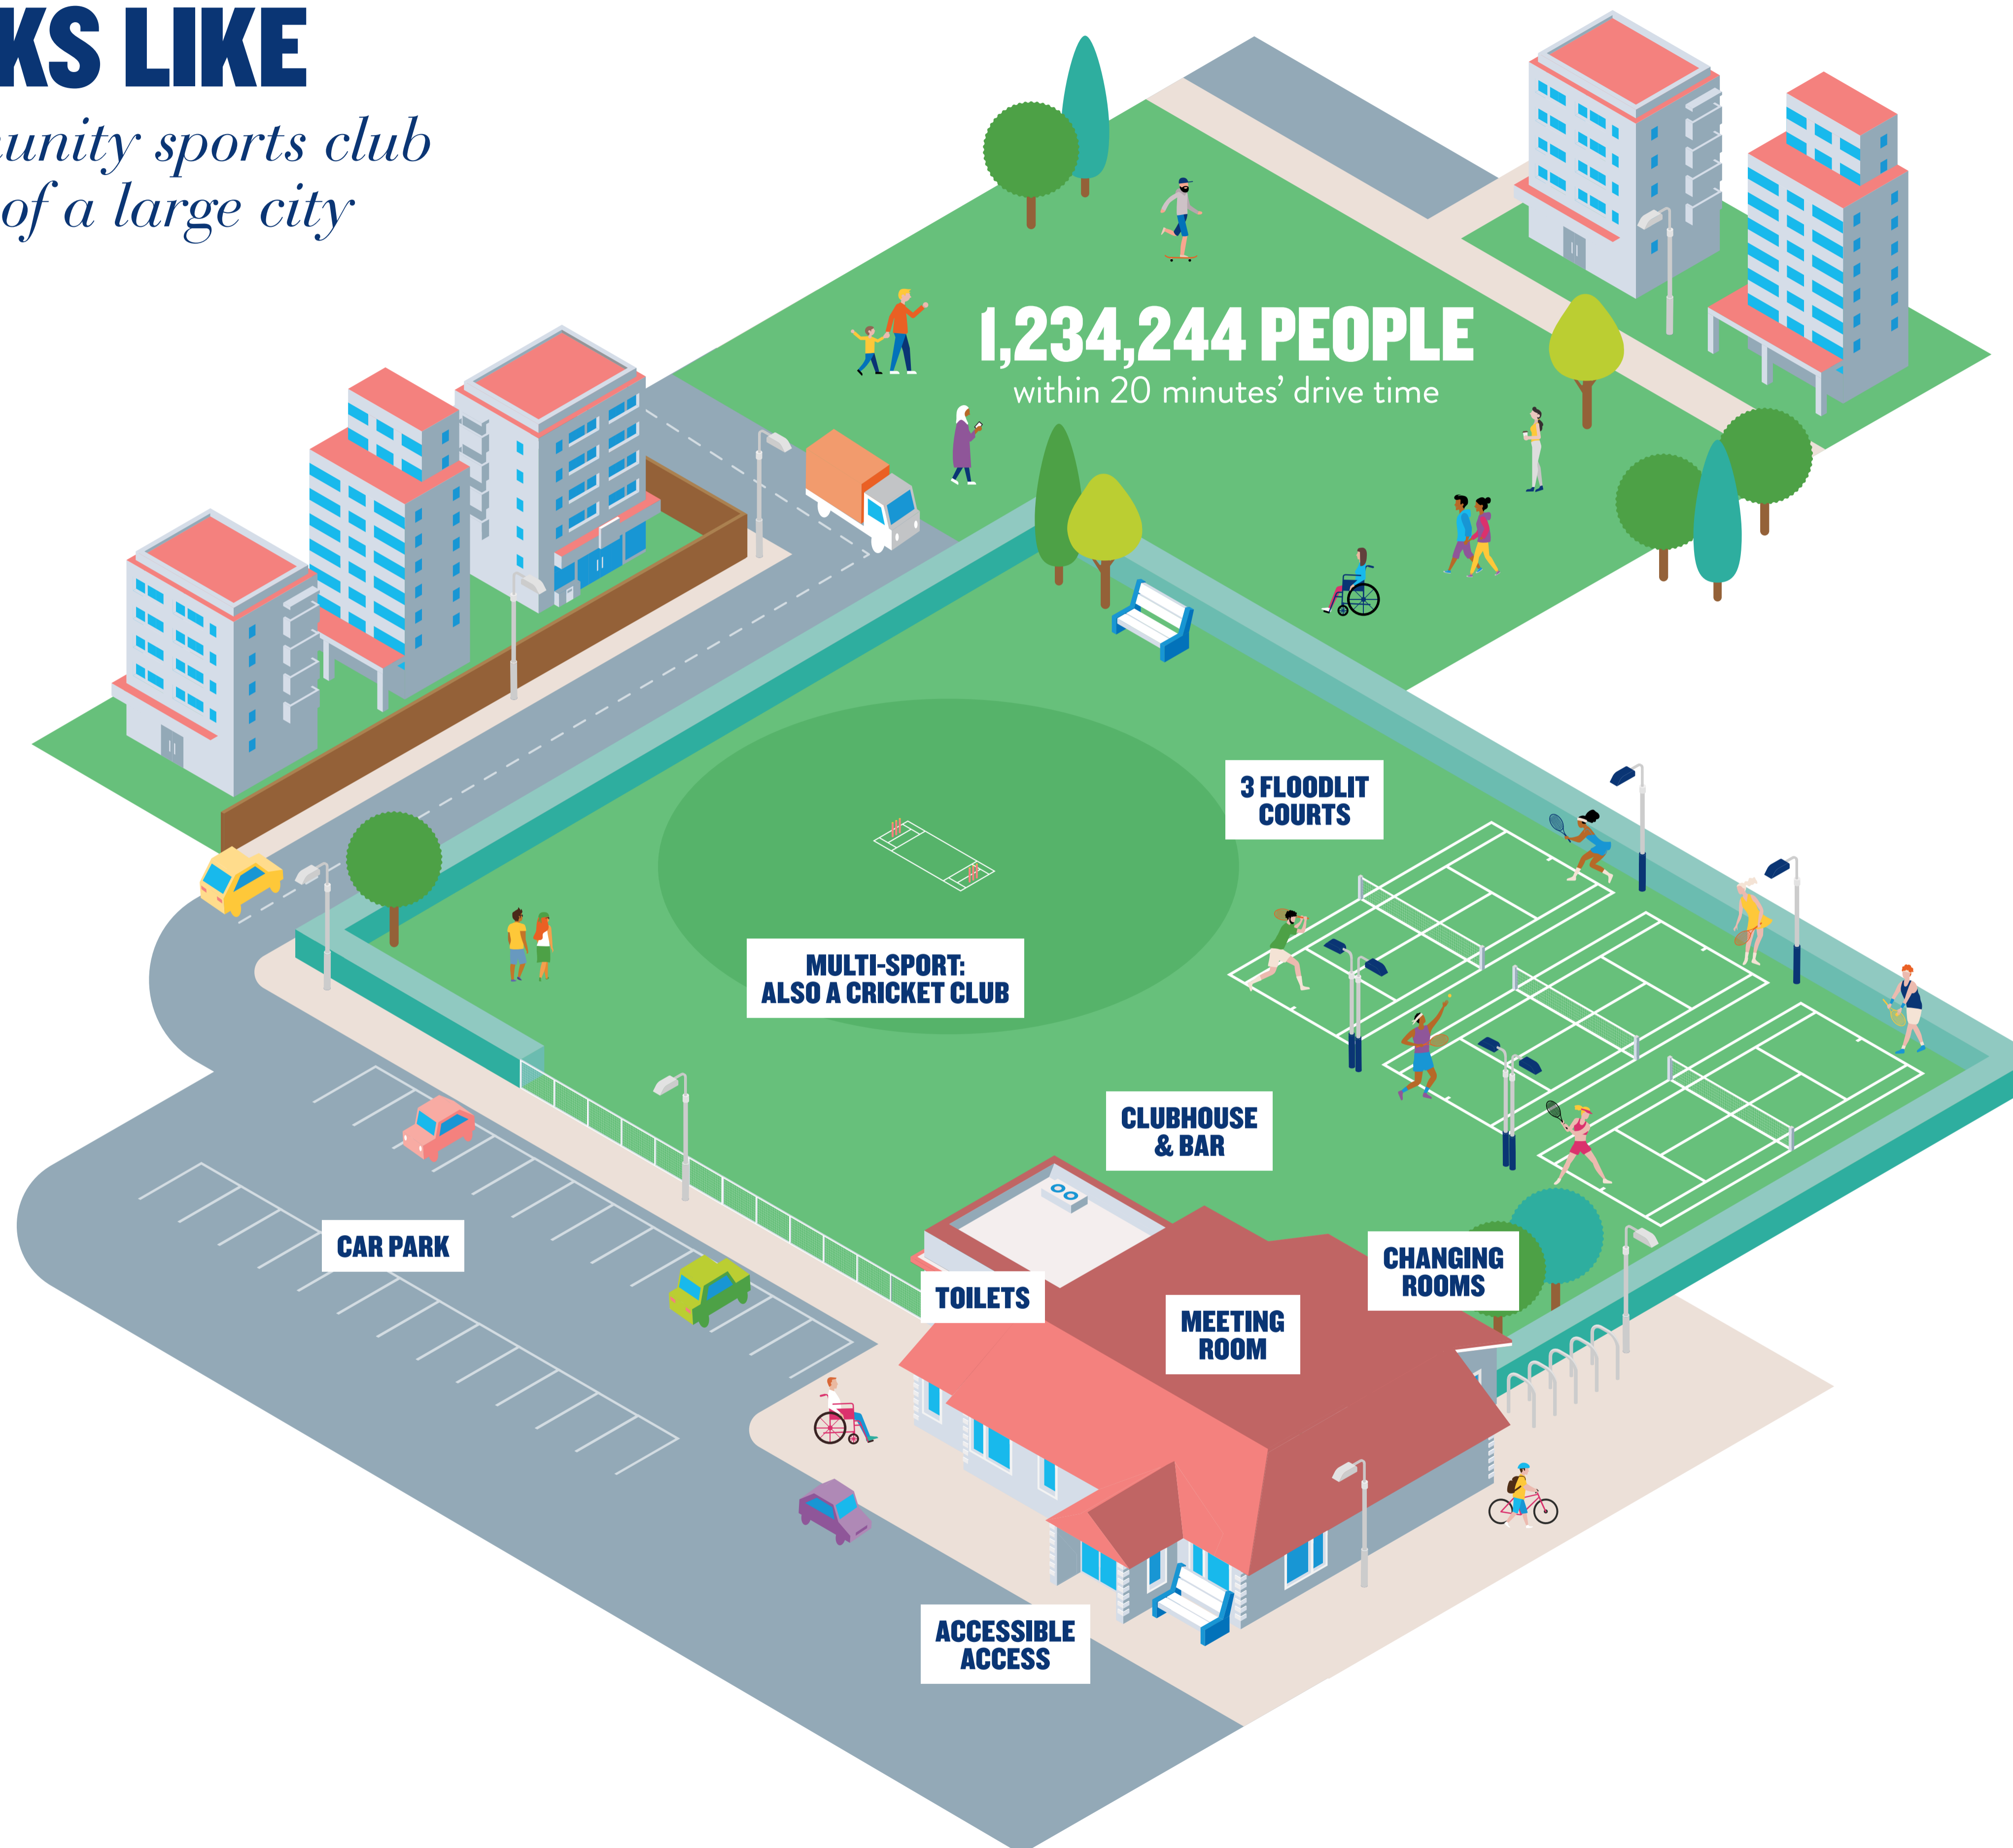 KS LIKE
unity sports club
of a large city
1,234,244 PEOPLE
within 20 minutes' drive time
3 FLOODLIT
COURTS
MULTI-SPORT:
ALSO A CRICKET CLUB
CLUBHOUSE
& BAR
CAR PARK
TOILETS
CHANGING
ROOMS
MEETING
ROOM
ACCESSIBLE
ACCESS